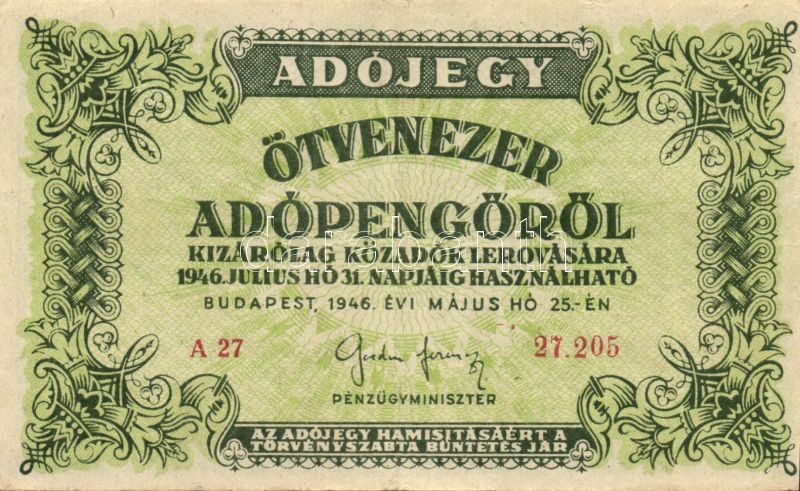 ADÓJEGY
ÖTVENEZER
ADÓPENGŐRŐL
KIZÁRÓLAG KÖZADÓK LEROVÁSÁRA
1946. JULIUS HÓ 31. NAPJÁIG HASZNÁLHATÓ
BUDAPEST, 1946. ÉVI MÁJUS HÓ 25.-ÉN
A 27 27.205
PÉNZÜGYMINISZTER
AZ ADÓJEGY HAMISITÁSÁÉRT A
TÖRVÉNYSZABTA BÜNTETÉS JÁR
darabanth